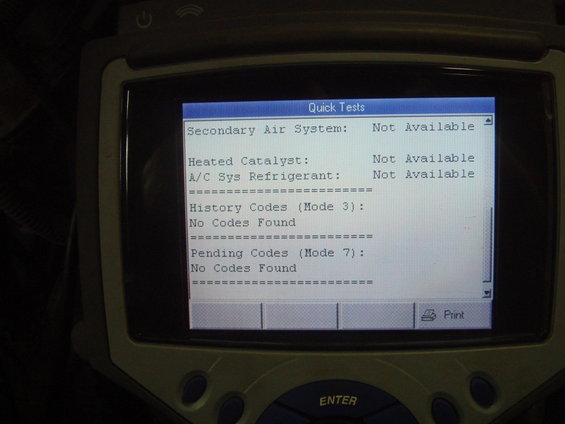 Quick Tests
Secondary Air System: Not Available
Heated Catalyst: Not Available
A/C Sys Refrigerant: Not Available
========================
History Codes (Mode 3):
No Codes Found
========================
Pending Codes (Mode 7):
No Codes Found
========================
Print
ENTER